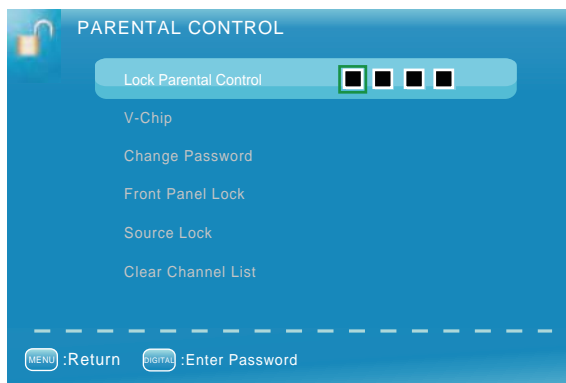 PARENTAL CONTROL
Lock Parental Control
V-Chip
Change Password
Front Panel Lock
Source Lock
Clear Channel List
MENU :Return DIGITAL :Enter Password